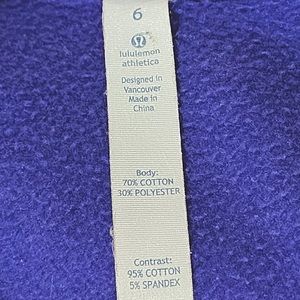 6
lululemon
athletica
Designed in
Vancouver
Made in
China
Body:
70% COTTON
30% POLYESTER
Contrast:
95% COTTON
5% SPANDEX